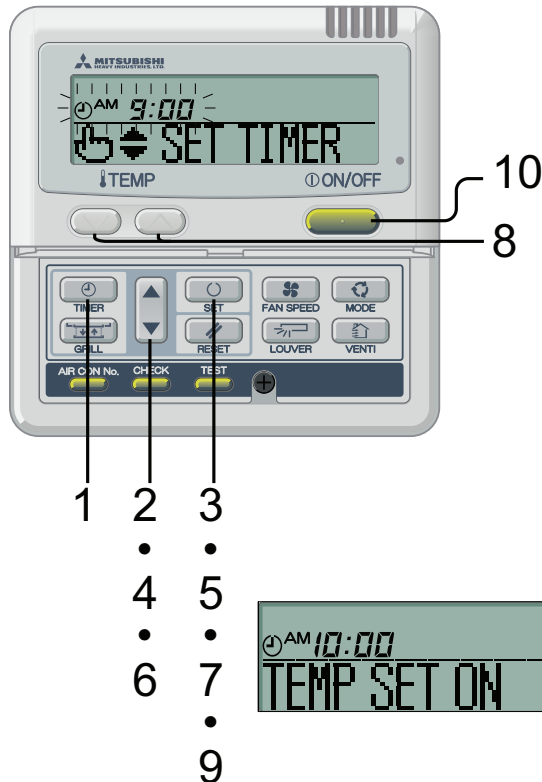 MITSUBISHI
HEAVY INDUSTRIES, LTD.
AM 9:00
SET TIMER
TEMP
ON/OFF
10
8
TIMER
SET
FAN SPEED
MODE
GRILL
RESET
LOUVER
VENTI
AIR CON No.
CHECK
TEST
1 2 3
• •
4 5
• •
6 7
•
9
AM 10:00
TEMP SET ON